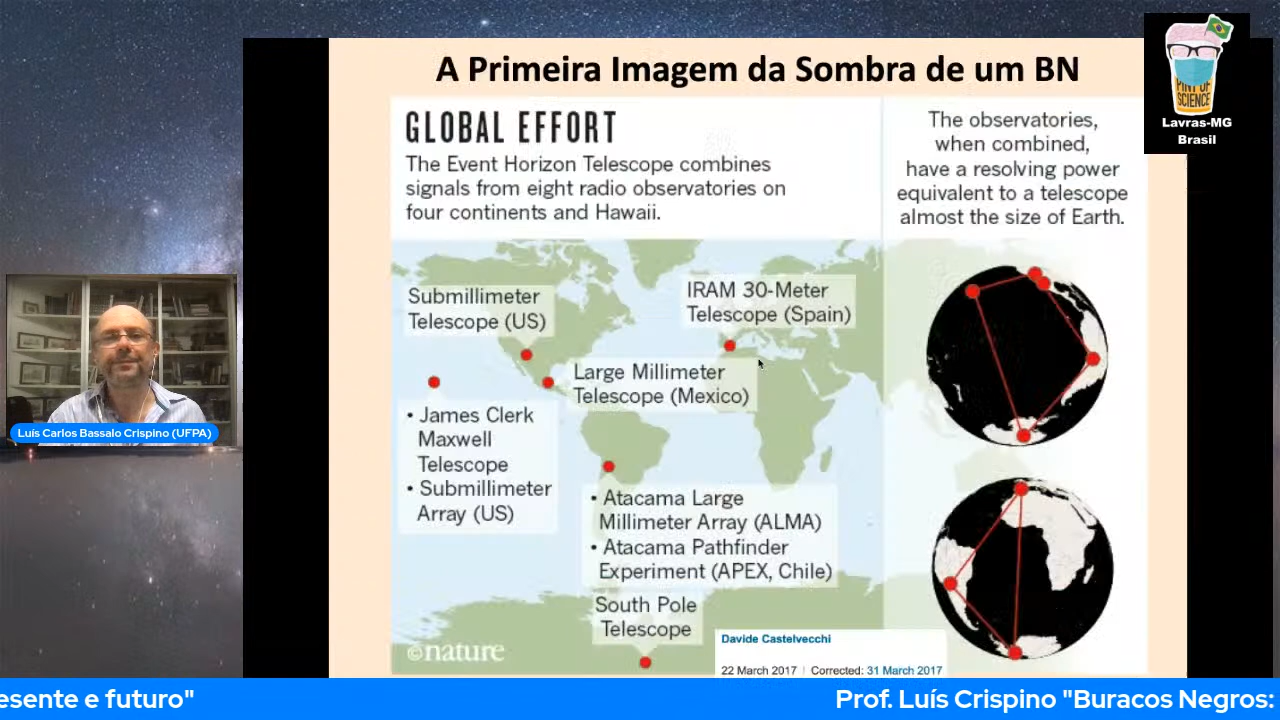 A Primeira Imagem da Sombra de um BN
GLOBAL EFFORT
The Event Horizon Telescope combines
signals from eight radio observatories on
four continents and Hawaii.
The observatories,
when combined,
have a resolving power
equivalent to a telescope
almost the size of Earth.
PINT OF
SCIENCE
Lavras-MG
Brasil
Submillimeter
Telescope (US)
IRAM 30-Meter
Telescope (Spain)
Large Millimeter
Telescope (Mexico)
• James Clerk
Maxwell
Telescope
• Submillimeter
Array (US)
• Atacama Large
Millimeter Array (ALMA)
• Atacama Pathfinder
Experiment (APEX, Chile)
South Pole
Telescope
©nature
Davide Castelvecchi
22 March 2017 | Corrected: 31 March 2017
Luís Carlos Bassalo Crispino (UFPA)
esente e futuro"
Prof. Luís Crispino "Buracos Negros: